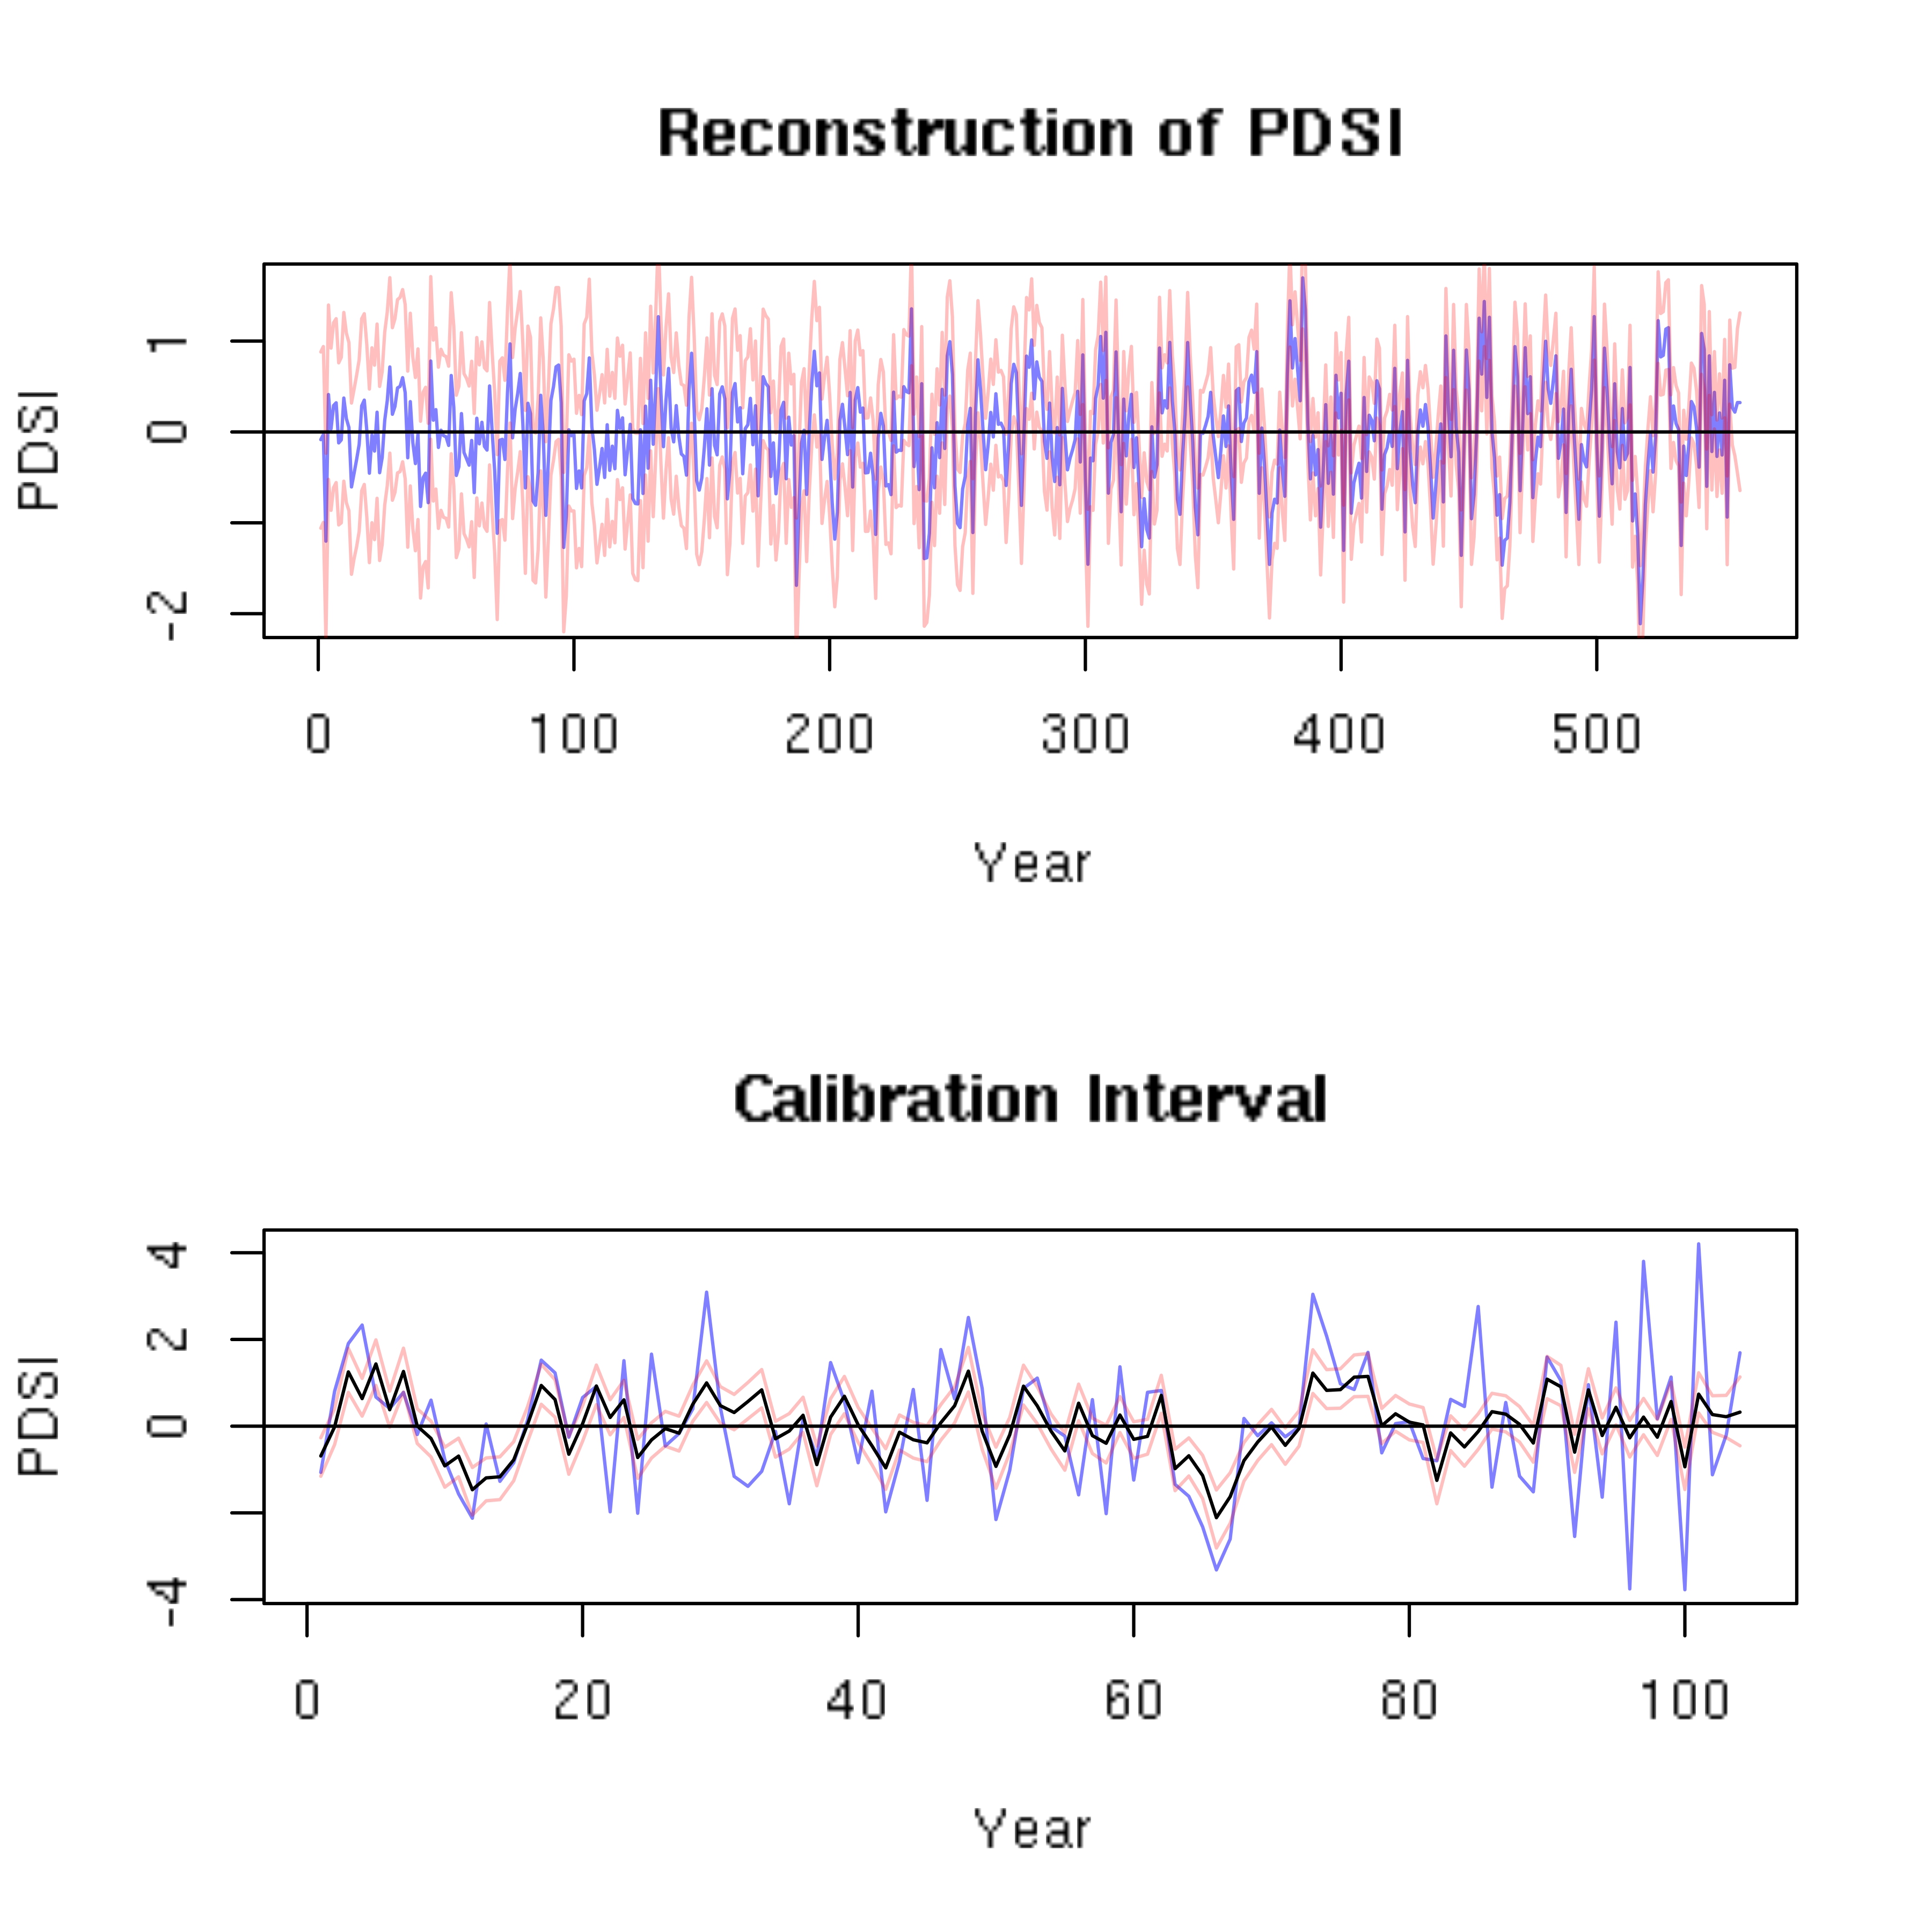 Reconstruction of PDSI
PDSI
1
0
-2
0 100 200 300 400 500
Year
Calibration Interval
PDSI
4
2
0
-4
0 20 40 60 80 100
Year